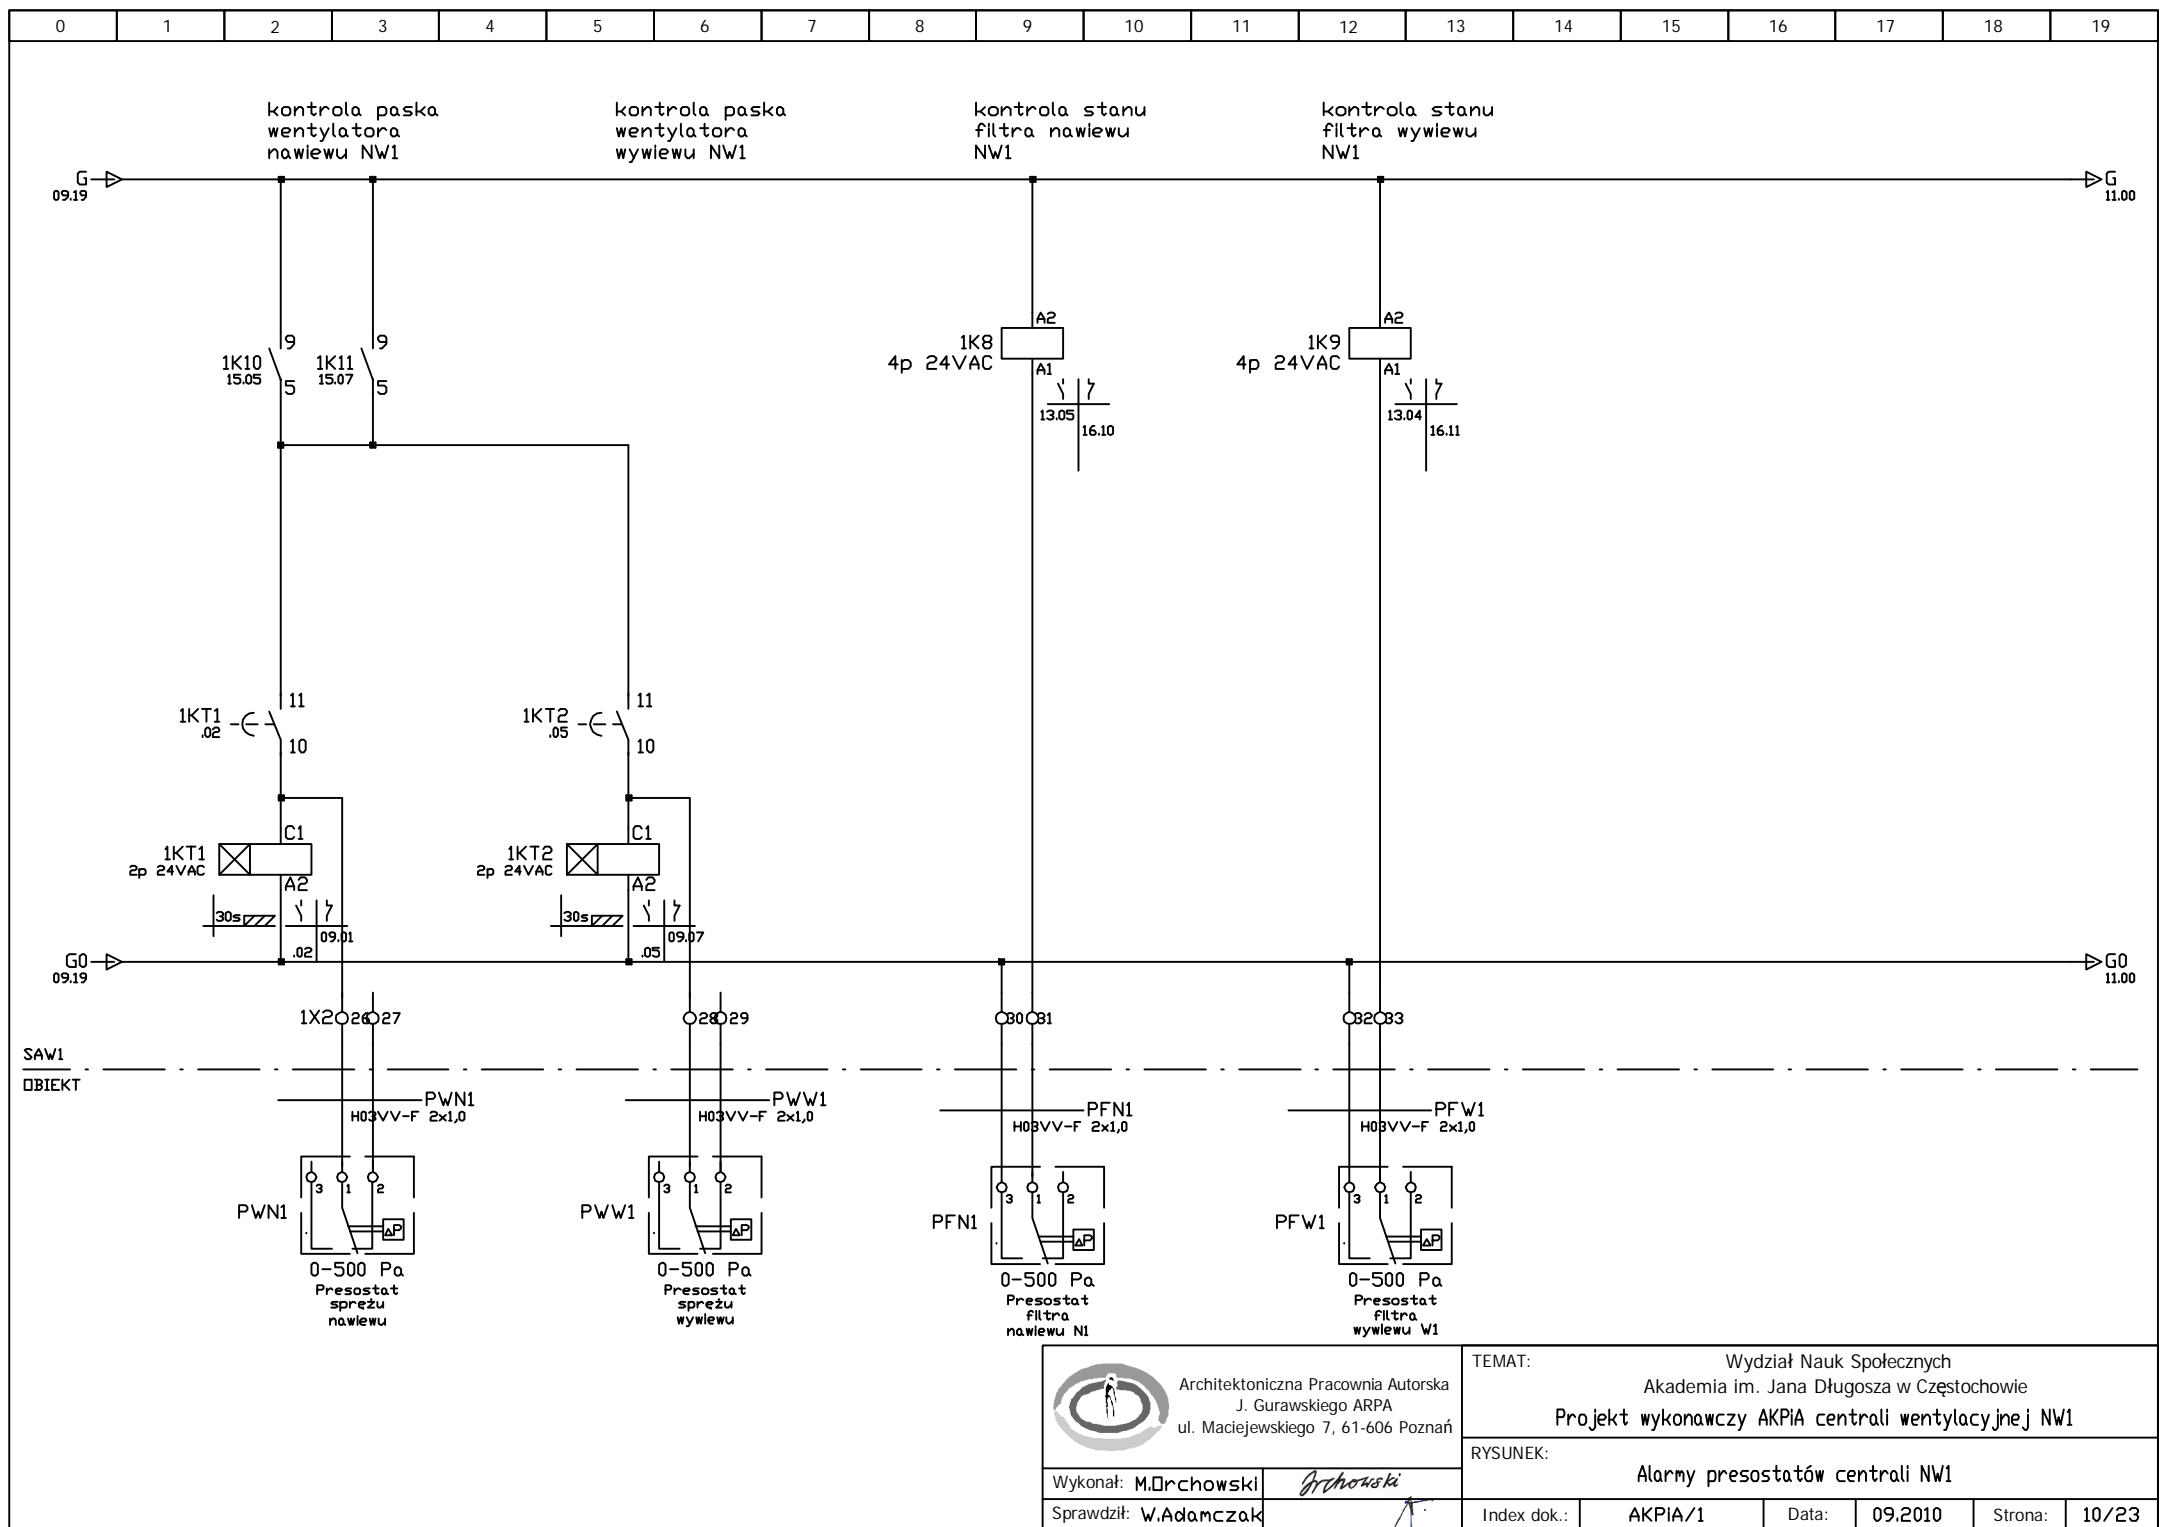 0 1 2 3 4 5 6 7 8 9 10 11 12 13 14 15 16 17 18 19
kontrola paska
wentylatora
nawiewu NW1
kontrola paska
wentylatora
wywiewu NW1
kontrola stanu
filtra nawiewu
NW1
kontrola stanu
filtra wywiewu
NW1
G
09.19
G
11.00
1K10
15.05
9
5
1K11
15.07
9
5
1K8
4p 24VAC
A2
A1
13.05
16.10
1K9
4p 24VAC
A2
A1
13.04
16.11
1KT1
.02
11
10
1KT2
.05
11
10
1KT1
2p 24VAC
C1
A2
30s
09.01
.02
1KT2
2p 24VAC
C1
A2
30s
09.07
.05
G0
09.19
G0
11.00
1X2 26 27 28 29 30 31 32 33
SAW1
OBIEKT
PWN1
H03VV-F 2x1,0
PWW1
H03VV-F 2x1,0
PFN1
H03VV-F 2x1,0
PFW1
H03VV-F 2x1,0
PWN1
3 1 2
ΔP
0-500 Pa
Presostat
sprężu
nawiewu
PWW1
3 1 2
ΔP
0-500 Pa
Presostat
sprężu
wywiewu
PFN1
3 1 2
ΔP
0-500 Pa
Presostat
filtra
nawiewu N1
PFW1
3 1 2
ΔP
0-500 Pa
Presostat
filtra
wywiewu W1
Architektoniczna Pracownia Autorska
J. Gurawskiego ARPA
ul. Maciejewskiego 7, 61-606 Poznań
Wykonał: M.Orchowski Orchowski
Sprawdził: W.Adamczak
TEMAT:
Wydział Nauk Społecznych
Akademia im. Jana Długosza w Częstochowie
Projekt wykonawczy AKPiA centrali wentylacyjnej NW1
RYSUNEK:
Alarmy presostatów centrali NW1
Index dok.: AKPiA/1 Data: 09.2010 Strona: 10/23